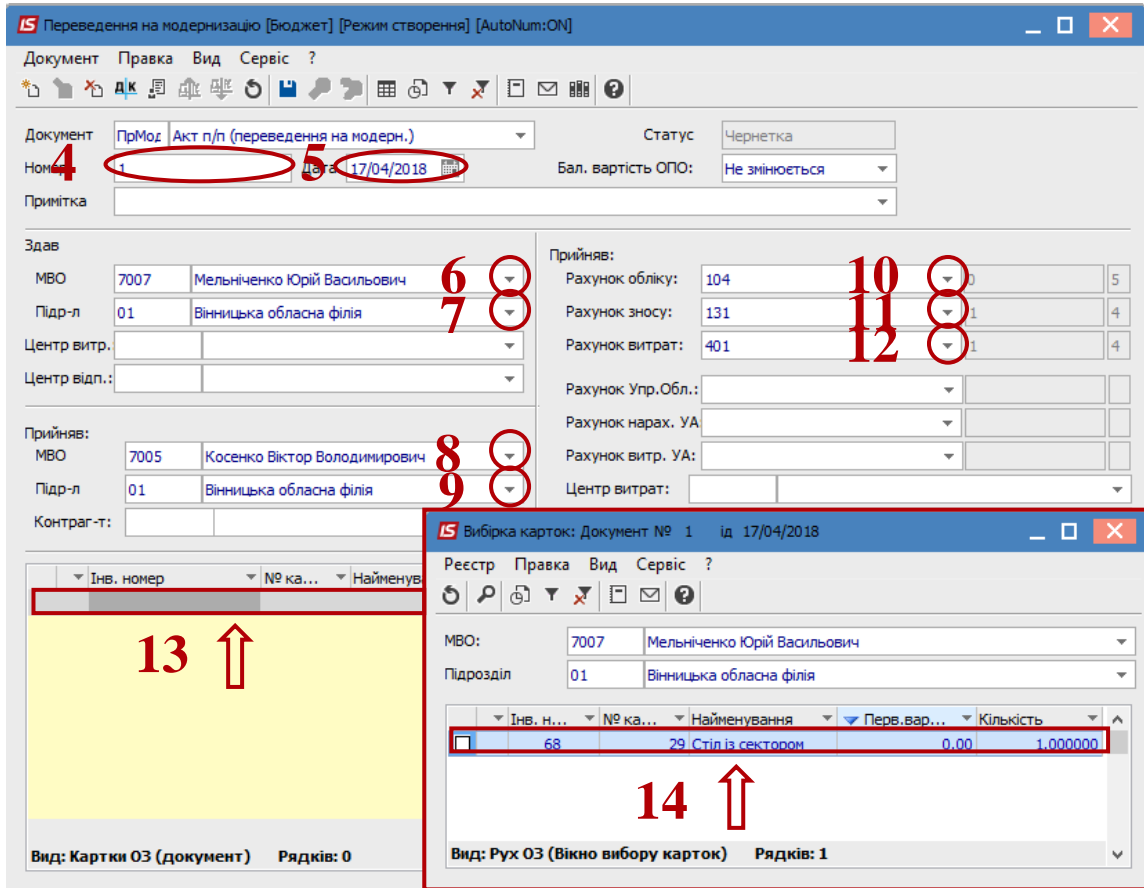 Переведення на модернизацію [Бюджет] [Режим створення] [AutoNum:ON]
Документ Правка Вид Сервіс ?
Документ ПрМод Акт п/п (переведення на модерн.) Статус Чернетка
4 Номер 1 5 Дата 17/04/2018 Бал. вартість ОПО: Не змінюється
Примітка
Здав
МВО 7007 Мельніченко Юрій Васильович 6
Підр-л 01 Вінницька обласна філія 7
Центр витр.:
Центр відп.:
Прийняв:
Рахунок обліку: 104 10 0 5
Рахунок зносу: 131 11 1 4
Рахунок витрат: 401 12 1 4
Рахунок Упр.Обл.:
Рахунок нарах. УА:
Рахунок витр. УА:
Центр витрат:
Прийняв:
МВО 7005 Косенко Віктор Володимирович 8
Підр-л 01 Вінницька обласна філія 9
Контраг-т:
Інв. номер № ка... Найменува
13
Вид: Картки ОЗ (документ) Рядків: 0
Вибірка карток: Документ № 1 ід 17/04/2018
Реєстр Правка Вид Сервіс ?
МВО: 7007 Мельніченко Юрій Васильович
Підрозділ 01 Вінницька обласна філія
Інв. н... № ка... Найменування Перв.вар... Кількість
68 29 Стіл із сектором 0.00 1.000000
14
Вид: Рух ОЗ (Вікно вибору карток) Рядків: 1